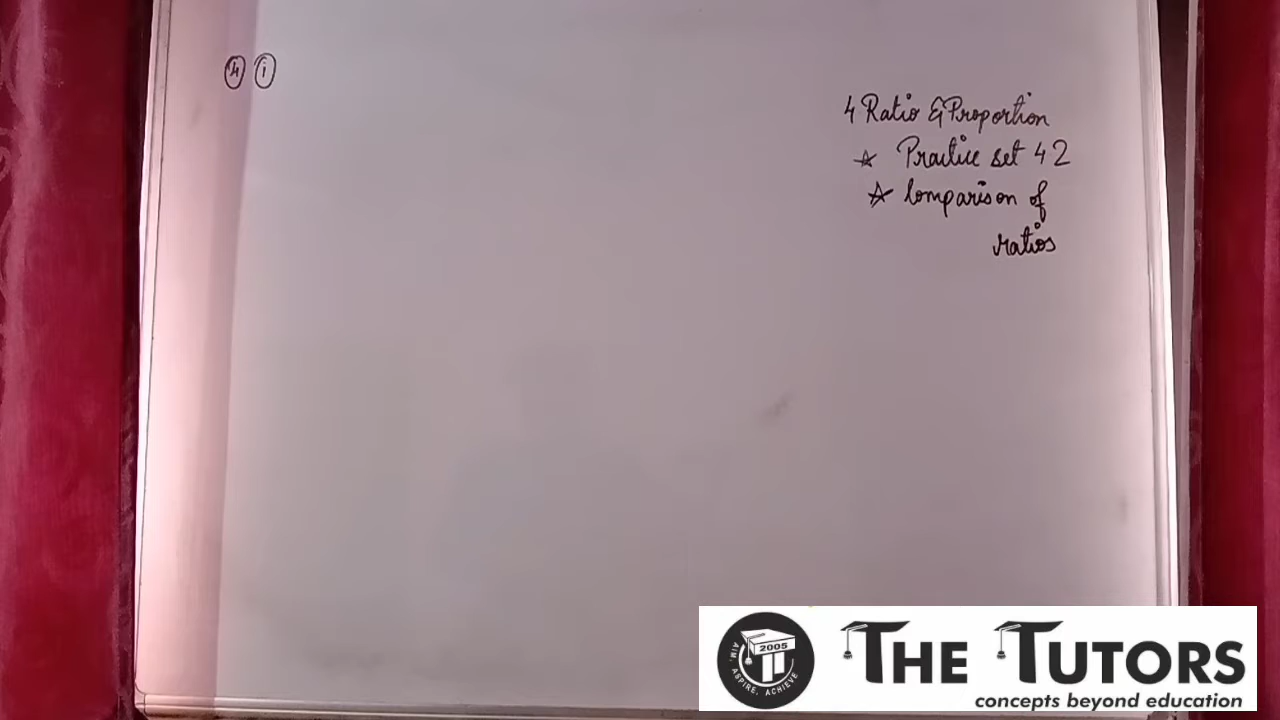 4 i
4 Ratio & Proportion
☆ Practice set 4 2
☆ Comparison of
ratios
2005
AIM, ASPIRE, ACHIEVE
THE TUTORS
concepts beyond education